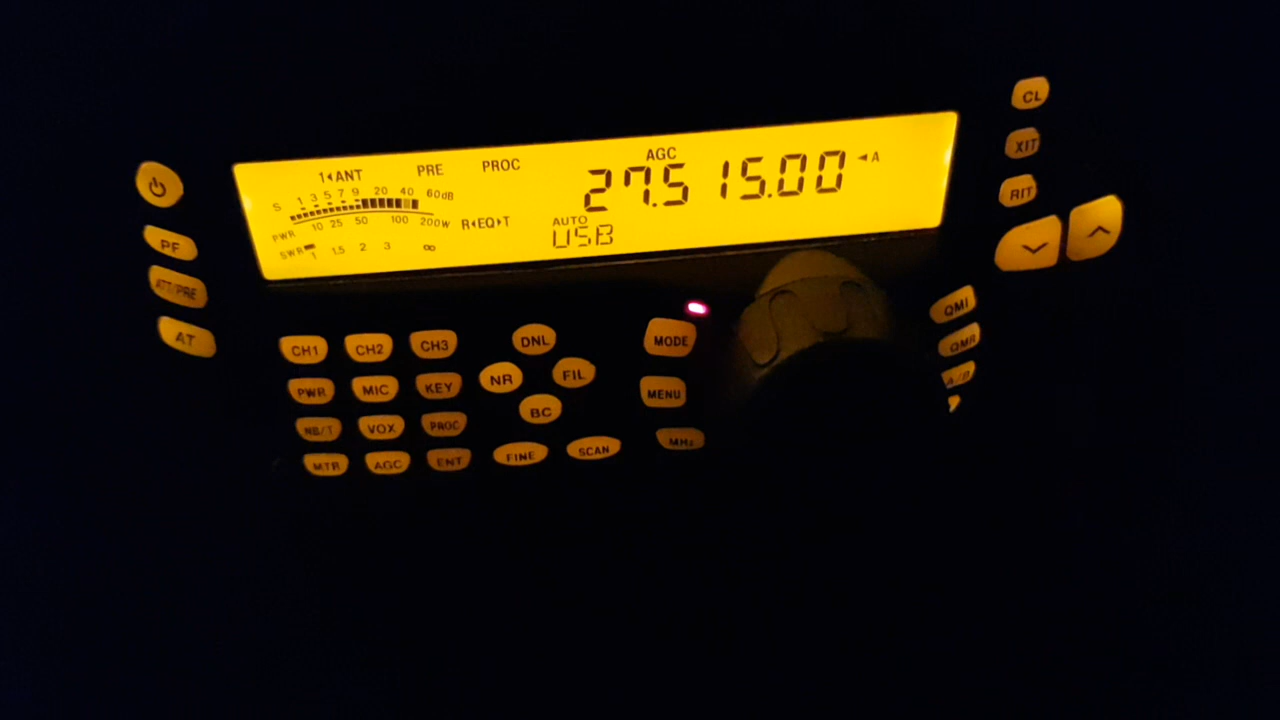 1◂ANT PRE PROC AGC
S 1 3 5 7 9 20 40 60dB
27.515.00 ◂A
PWR 10 25 50 100 200W R◂EQ▸T
AUTO
SWR 1 1.5 2 3 ∞ USB
PF
ATT/PRE
AT
CH1 CH2 CH3
PWR MIC KEY
NB/T VOX PROC
MTR AGC ENT
DNL
NR FIL
BC
FINE SCAN
MODE
MENU
MHz
CL
XIT
RIT
QMI
QMR
A/B